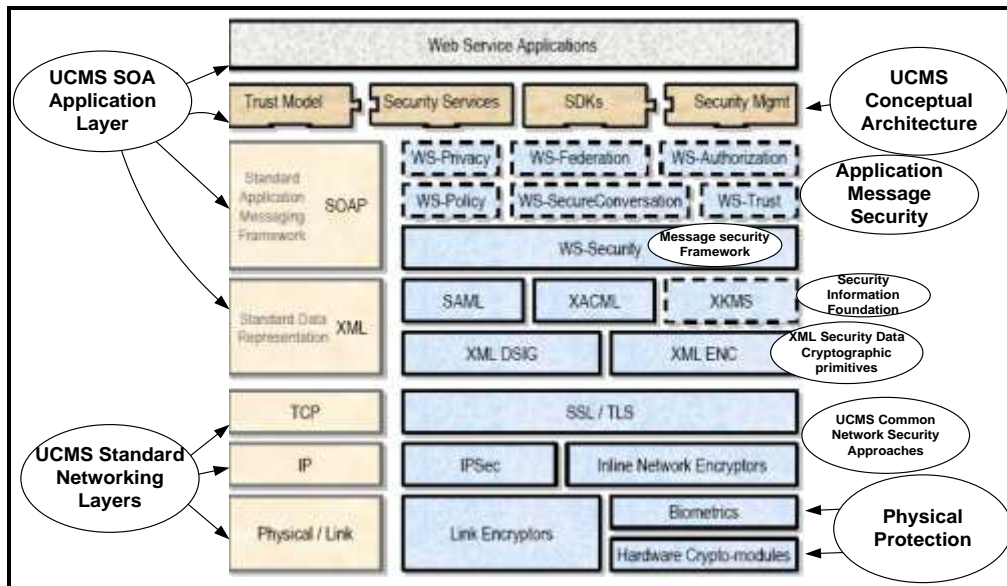 Web Service Applications
UCMS SOA
Application
Layer
Trust Model
Security Services
SDKs
Security Mgmt
UCMS
Conceptual
Architecture
Standard
Application
Messaging
Framework
SOAP
WS-Privacy
WS-Federation
WS-Authorization
WS-Policy
WS-SecureConversation
WS-Trust
Application
Message
Security
WS-Security
Message security
Framework
Standard Data
Representation
XML
SAML
XACML
XKMS
Security
Information
Foundation
XML DSIG
XML ENC
XML Security Data
Cryptographic
primitives
UCMS Standard
Networking
Layers
TCP
SSL / TLS
IP
IPSec
Inline Network Encryptors
UCMS Common
Network Security
Approaches
Physical / Link
Link Encryptors
Biometrics
Hardware Crypto-modules
Physical
Protection